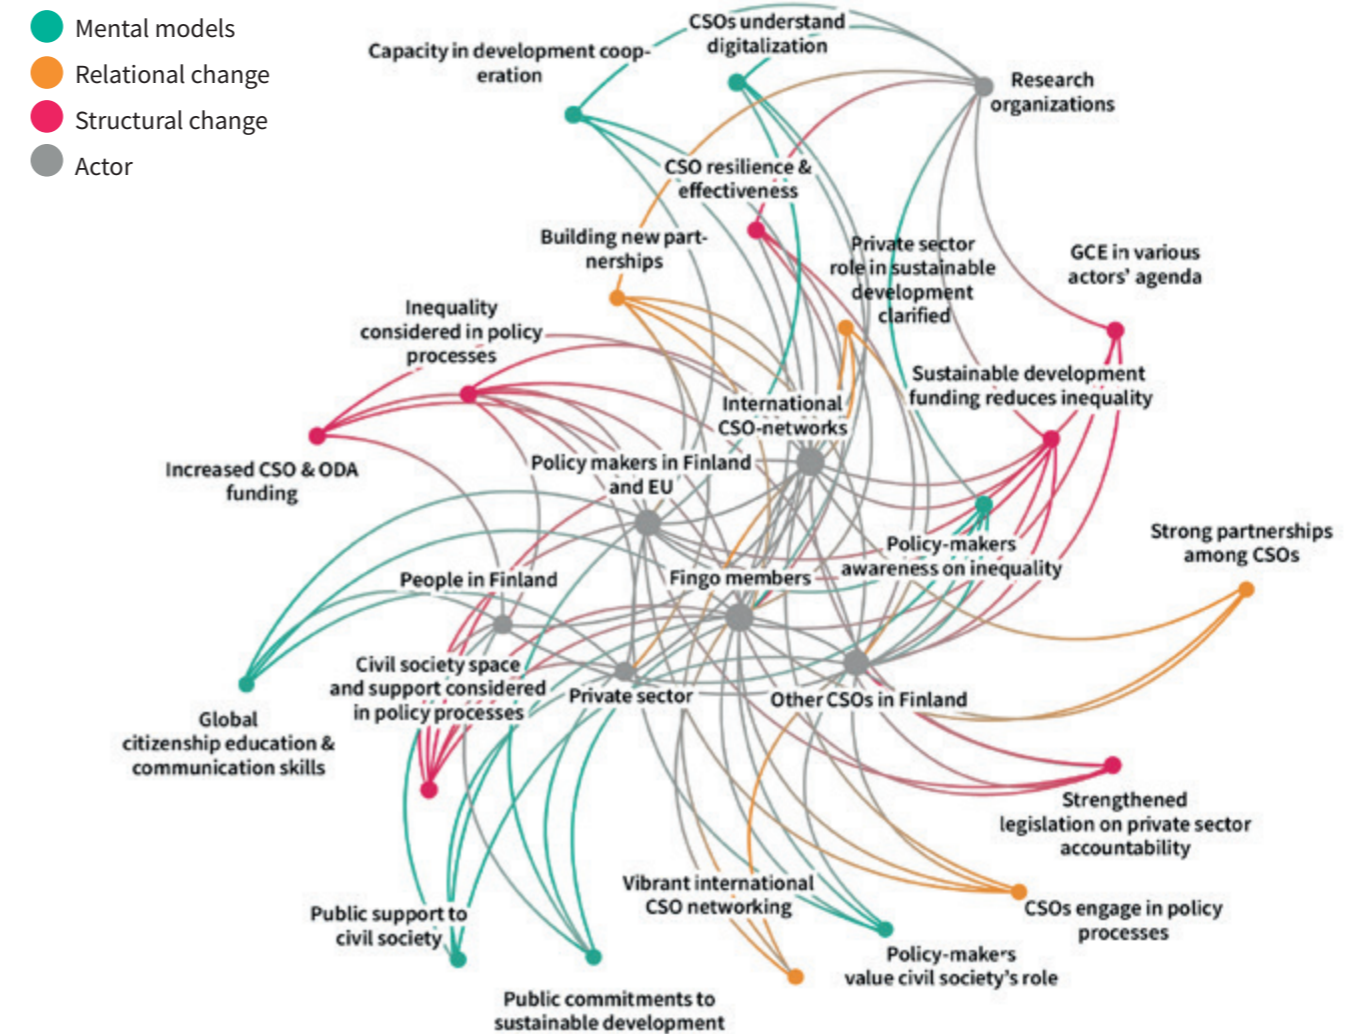 Mental models
Relational change
Structural change
Actor
Capacity in development coop-
eration
CSOs understand
digitalization
Research
organizations
CSO resilience &
effectiveness
Building new part-
nerships
Private sector
role in sustainable
development
clarified
GCE in various
actors' agenda
Inequality
considered in policy
processes
Sustainable development
funding reduces inequality
International
CSO-networks
Increased CSO & ODA
funding
Policy makers in Finland
and EU
Policy-makers
awareness on inequality
Strong partnerships
among CSOs
People in Finland
Fingo members
Civil society space
and support considered
in policy processes
Private sector
Other CSOs in Finland
Global
citizenship education &
communication skills
Strengthened
legislation on private sector
accountability
Vibrant international
CSO networking
Public support to
civil society
CSOs engage in policy
processes
Policy-makers
value civil society's role
Public commitments to
sustainable development